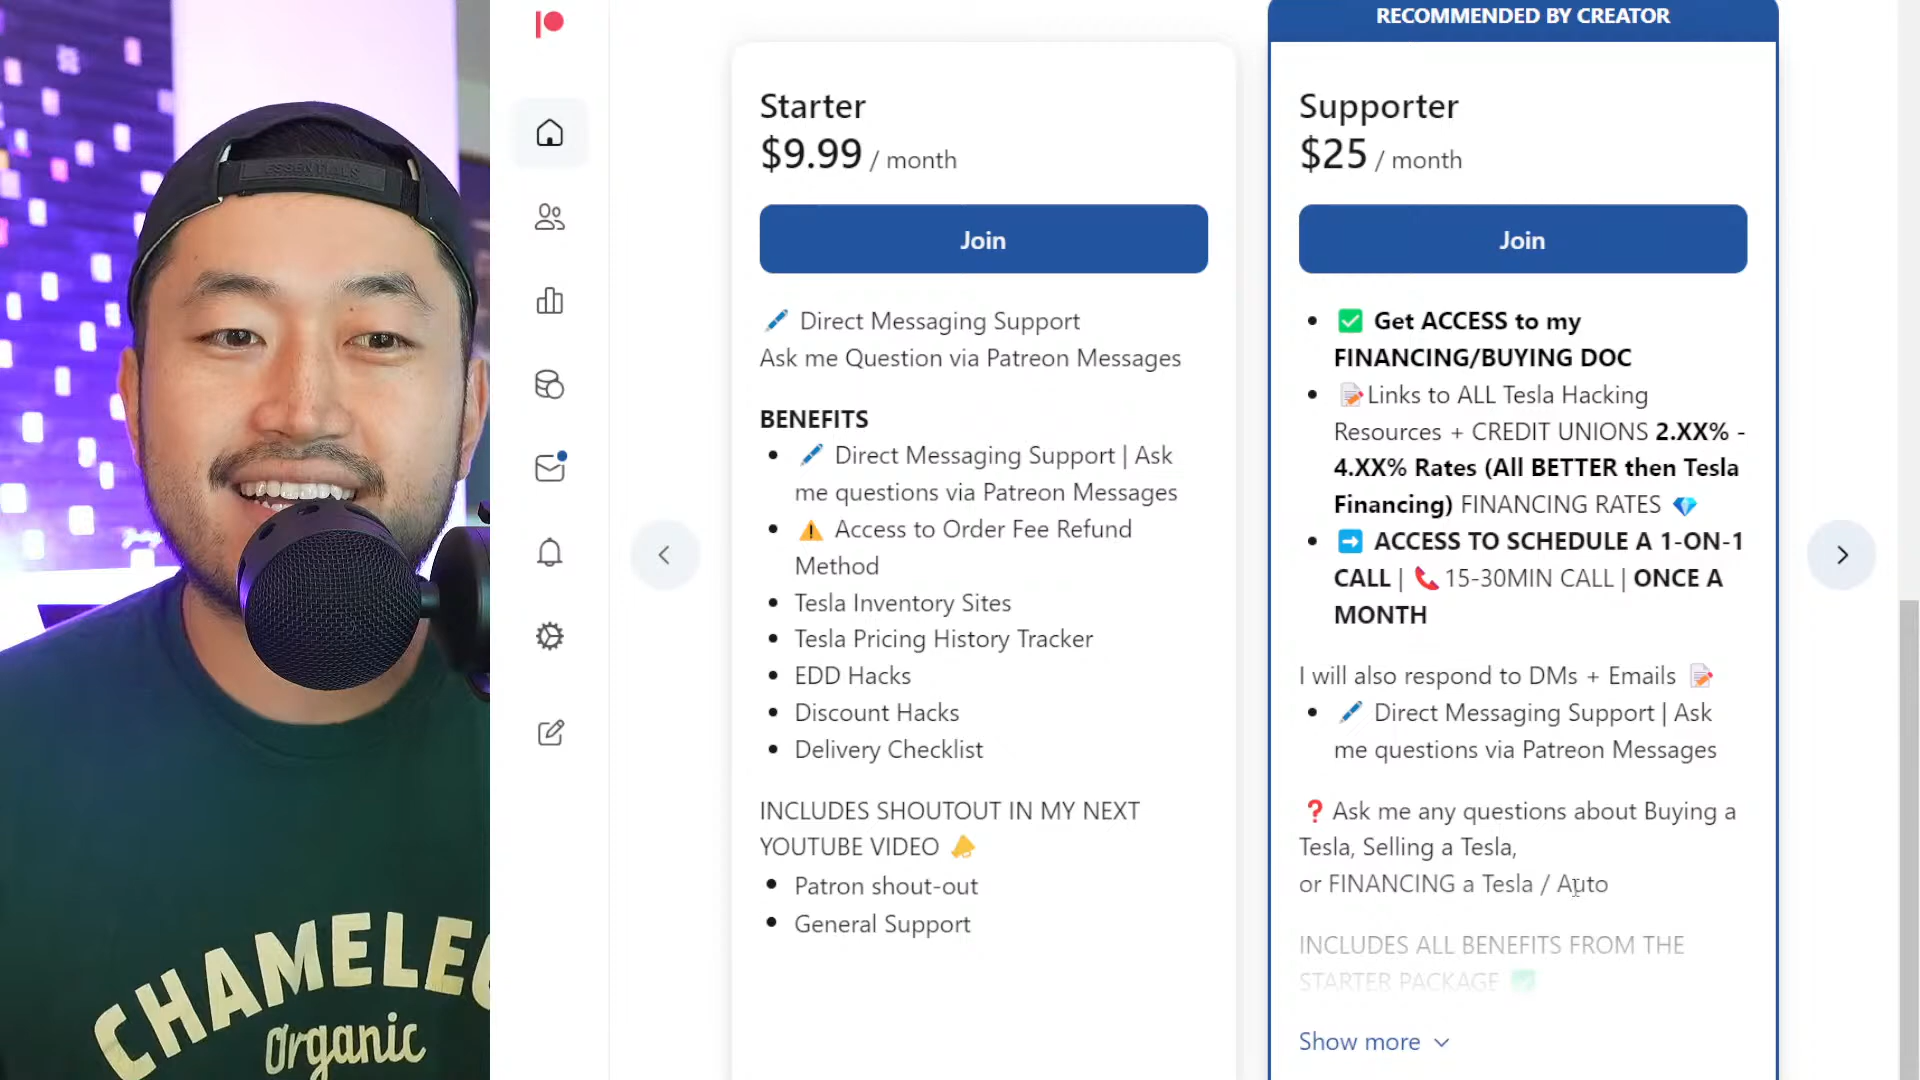 RECOMMENDED BY CREATOR
Starter
$9.99 / month
Join
🖊️ Direct Messaging Support
Ask me Question via Patreon Messages
BENEFITS
• 🖊️ Direct Messaging Support | Ask
me questions via Patreon Messages
• ⚠️ Access to Order Fee Refund
Method
• Tesla Inventory Sites
• Tesla Pricing History Tracker
• EDD Hacks
• Discount Hacks
• Delivery Checklist
INCLUDES SHOUTOUT IN MY NEXT
YOUTUBE VIDEO 📣
• Patron shout-out
• General Support
Supporter
$25 / month
Join
• ✅ Get ACCESS to my
FINANCING/BUYING DOC
• 📝Links to ALL Tesla Hacking
Resources + CREDIT UNIONS 2.XX% -
4.XX% Rates (All BETTER then Tesla
Financing) FINANCING RATES 💎
• ➡️ ACCESS TO SCHEDULE A 1-ON-1
CALL | 📞 15-30MIN CALL | ONCE A
MONTH
I will also respond to DMs + Emails 📝
• 🖊️ Direct Messaging Support | Ask
me questions via Patreon Messages
❓ Ask me any questions about Buying a
Tesla, Selling a Tesla,
or FINANCING a Tesla / Auto
INCLUDES ALL BENEFITS FROM THE
STARTER PACKAGE ✅
Show more
ESSENTIALS
CHAMELEO
Organic